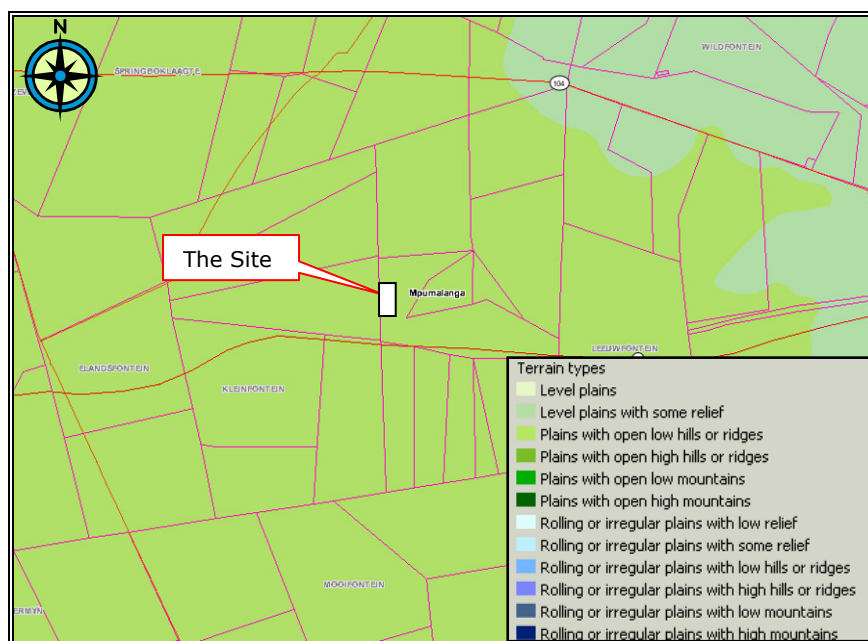 N
WILDFONTEIN
SPRINGBOKLAAGTE
104
The Site
Mpumalanga
LEEUWFONTEIN
ELANDSFONTEIN
KLEINFONTEIN
MOOIFONTEIN
ERMYN
Terrain types
Level plains
Level plains with some relief
Plains with open low hills or ridges
Plains with open high hills or ridges
Plains with open low mountains
Plains with open high mountains
Rolling or irregular plains with low relief
Rolling or irregular plains with some relief
Rolling or irregular plains with low hills or ridges
Rolling or irregular plains with high hills or ridges
Rolling or irregular plains with low mountains
Rolling or irregular plains with high mountains